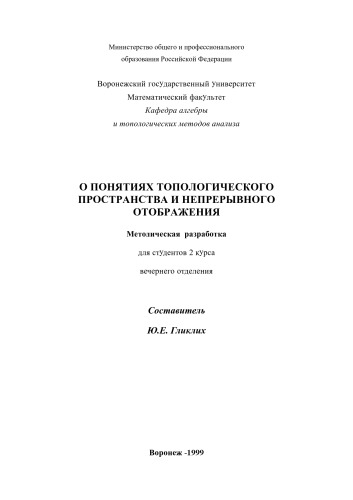 Министерство общего и профессионального
образования Российской Федерации
Воронежский государственный университет
Математический факультет
Кафедра алгебры
и топологических методов анализа
О ПОНЯТИЯХ ТОПОЛОГИЧЕСКОГО
ПРОСТРАНСТВА И НЕПРЕРЫВНОГО
ОТОБРАЖЕНИЯ
Методическая разработка
для студентов 2 курса
вечернего отделения
Составитель
Ю.Е. Гликлих
Воронеж -1999